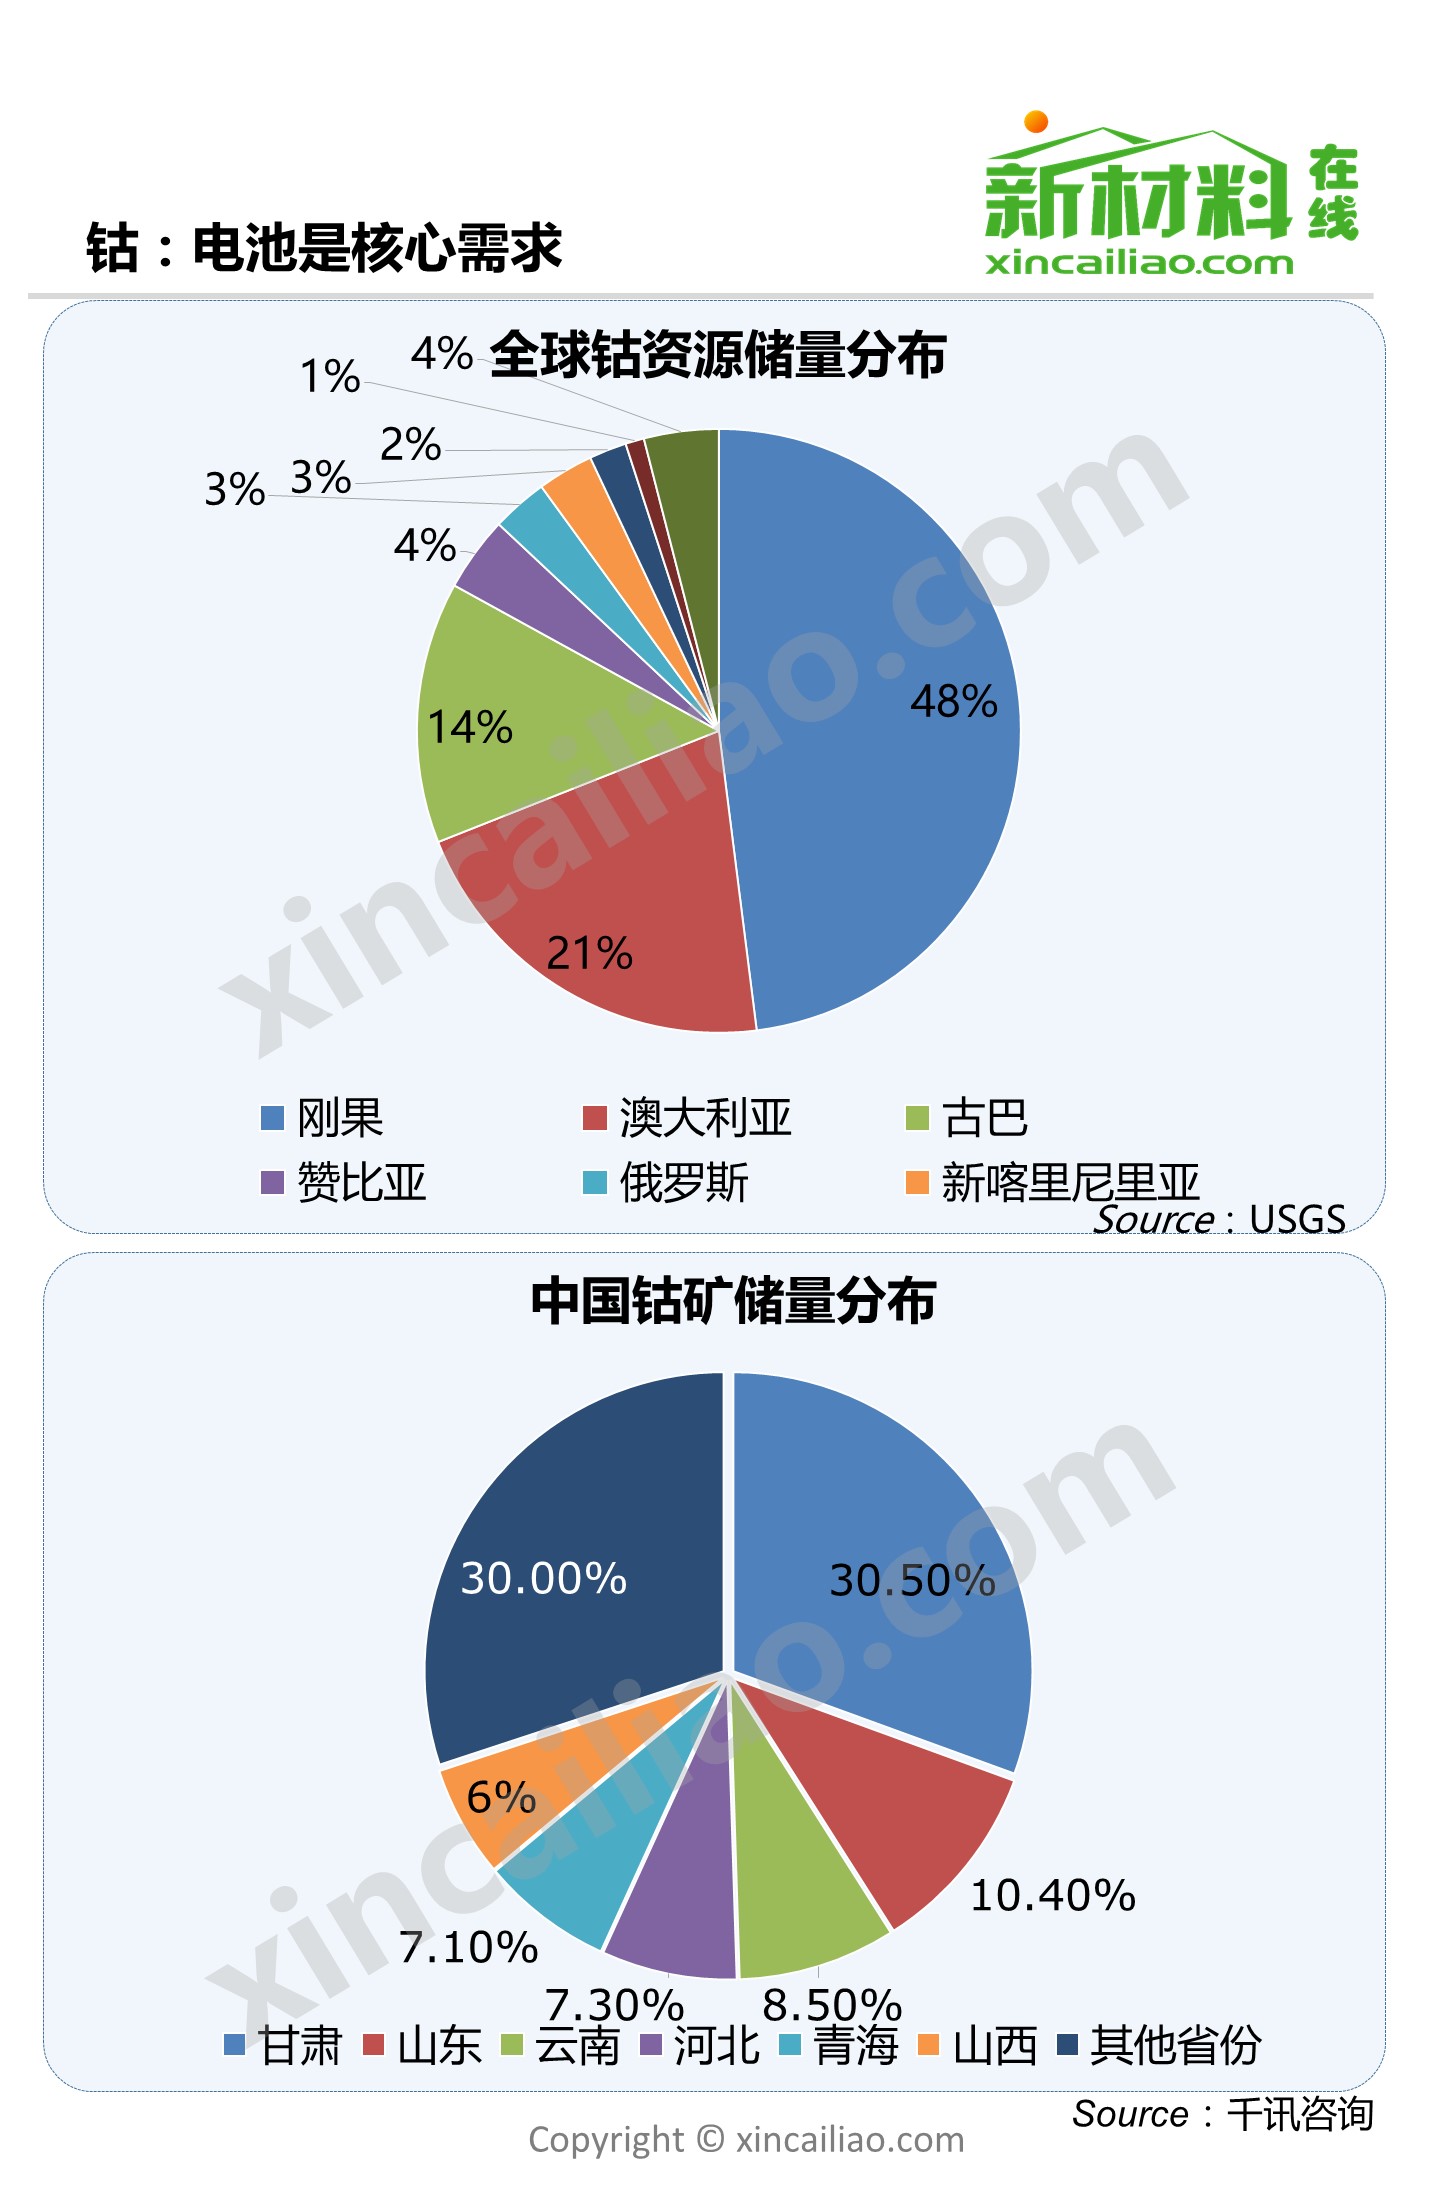 新材料在线
xincailiao.com
钴：电池是核心需求
全球钴资源储量分布
4%
1%
2%
3%
3%
4%
48%
14%
21%
xincailiao.com
刚果 澳大利亚 古巴
赞比亚 俄罗斯 新喀里尼里亚
Source：USGS
中国钴矿储量分布
30.00%
30.50%
6%
10.40%
7.10%
7.30%
8.50%
xincailiao.com
甘肃 山东 云南 河北 青海 山西 其他省份
Source：千讯咨询
Copyright © xincailiao.com